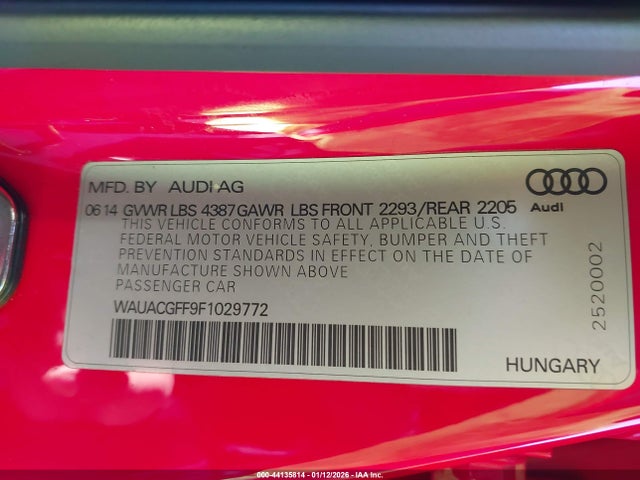 MFD. BY AUDI AG
Audi
06 14 GVWR LBS 4387 GAWR LBS FRONT 2293/REAR 2205
THIS VEHICLE CONFORMS TO ALL APPLICABLE U.S.
FEDERAL MOTOR VEHICLE SAFETY, BUMPER AND THEFT
PREVENTION STANDARDS IN EFFECT ON THE DATE OF
MANUFACTURE SHOWN ABOVE
PASSENGER CAR
WAUACGFF9F1029772
HUNGARY
2520002
000-44135814 - 01/12/2026 - IAA Inc.